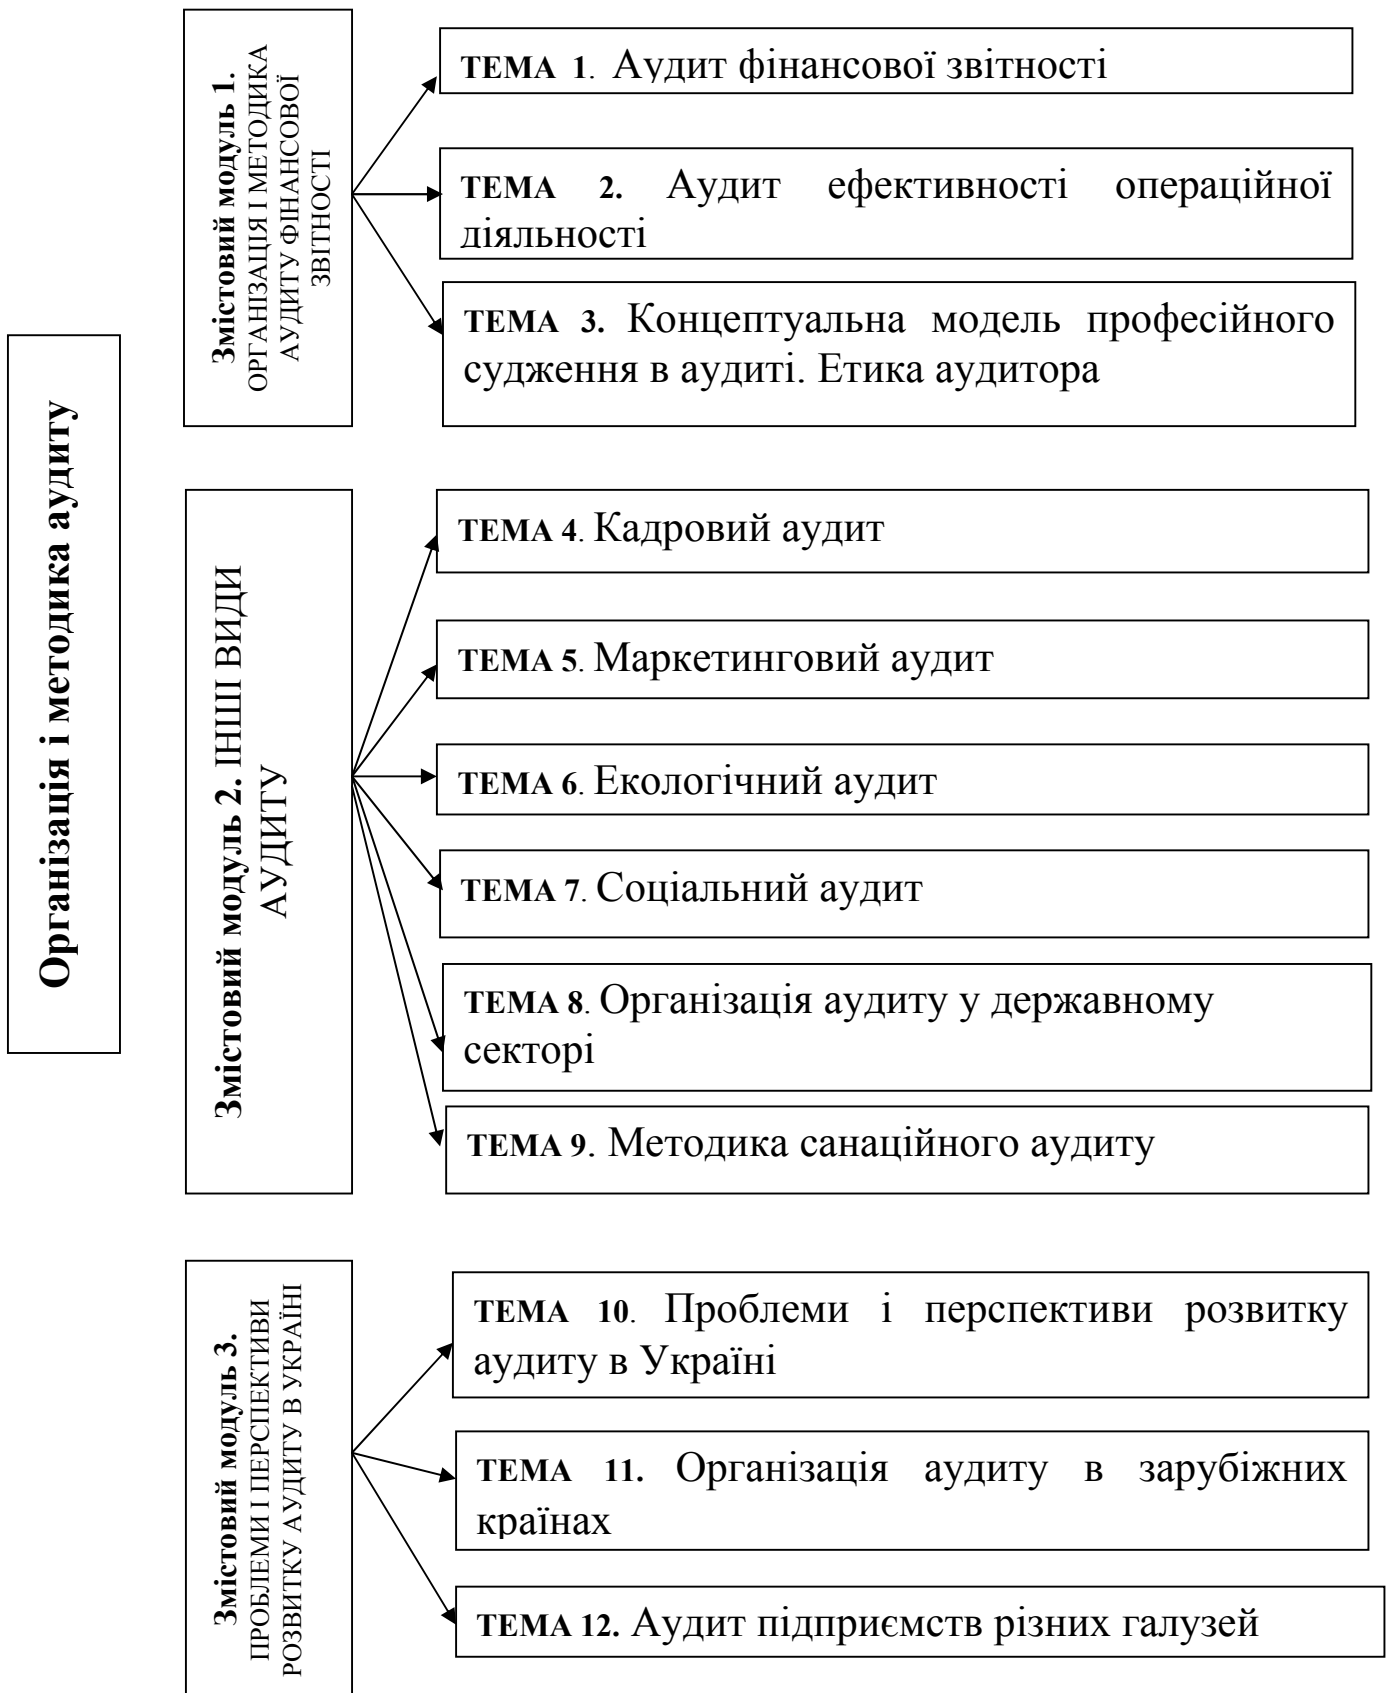 Організація і методика аудиту
Змістовий модуль 1.
ОРГАНІЗАЦІЯ І МЕТОДИКА
АУДИТУ ФІНАНСОВОЇ
ЗВІТНОСТІ
ТЕМА 1. Аудит фінансової звітності
ТЕМА 2. Аудит ефективності операційної
діяльності
ТЕМА 3. Концептуальна модель професійного
судження в аудиті. Етика аудитора
Змістовий модуль 2. ІНШІ ВИДИ
АУДИТУ
ТЕМА 4. Кадровий аудит
ТЕМА 5. Маркетинговий аудит
ТЕМА 6. Екологічний аудит
ТЕМА 7. Соціальний аудит
ТЕМА 8. Організація аудиту у державному
секторі
ТЕМА 9. Методика санаційного аудиту
Змістовий модуль 3.
ПРОБЛЕМИ І ПЕРСПЕКТИВИ
РОЗВИТКУ АУДИТУ В УКРАЇНІ
ТЕМА 10. Проблеми і перспективи розвитку
аудиту в Україні
ТЕМА 11. Організація аудиту в зарубіжних
країнах
ТЕМА 12. Аудит підприємств різних галузей